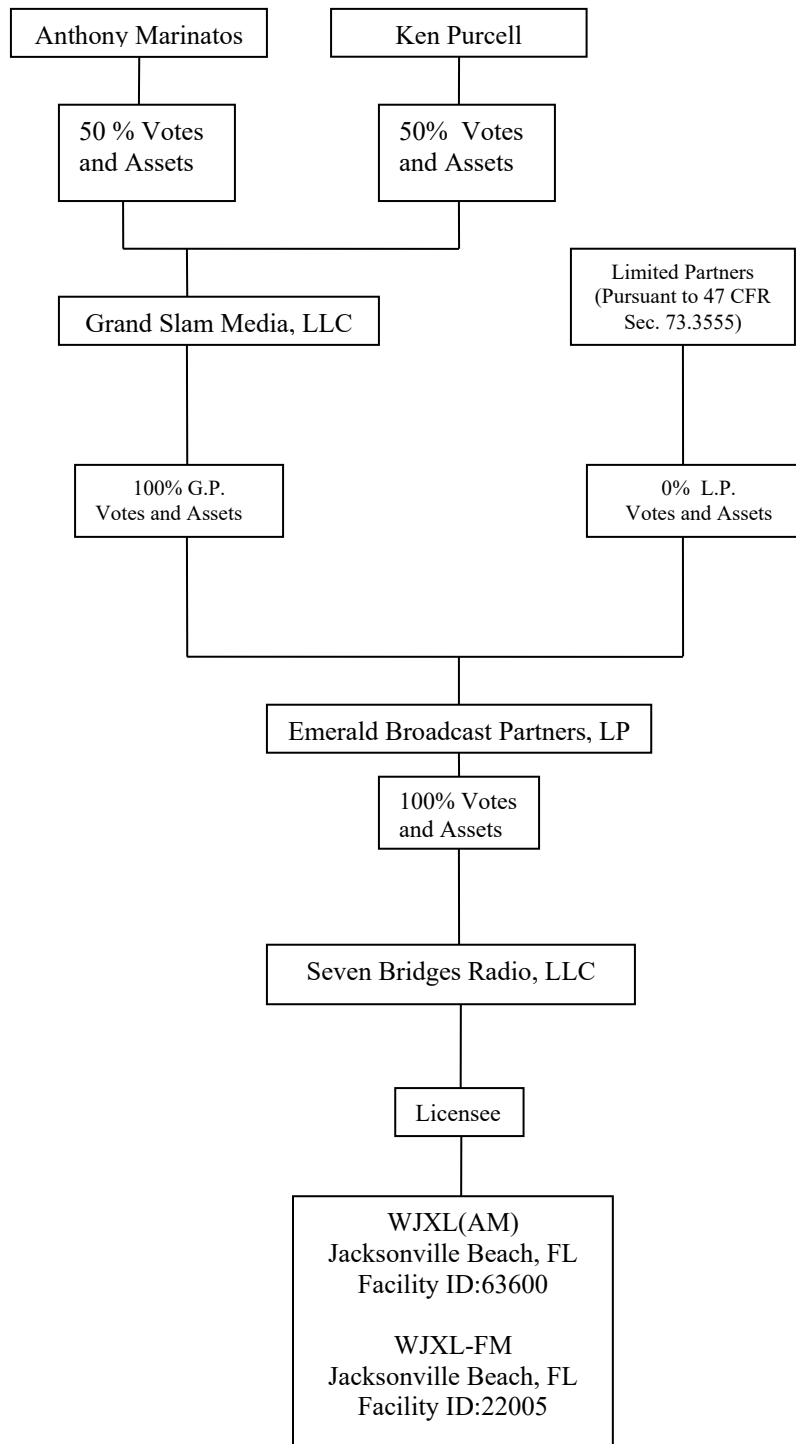 Anthony Marinatos
Ken Purcell
50 % Votes
and Assets
50% Votes
and Assets
Limited Partners
(Pursuant to 47 CFR
Sec. 73.3555)
Grand Slam Media, LLC
100% G.P.
Votes and Assets
0% L.P.
Votes and Assets
Emerald Broadcast Partners, LP
100% Votes
and Assets
Seven Bridges Radio, LLC
Licensee
WJXL(AM)
Jacksonville Beach, FL
Facility ID:63600
WJXL-FM
Jacksonville Beach, FL
Facility ID:22005